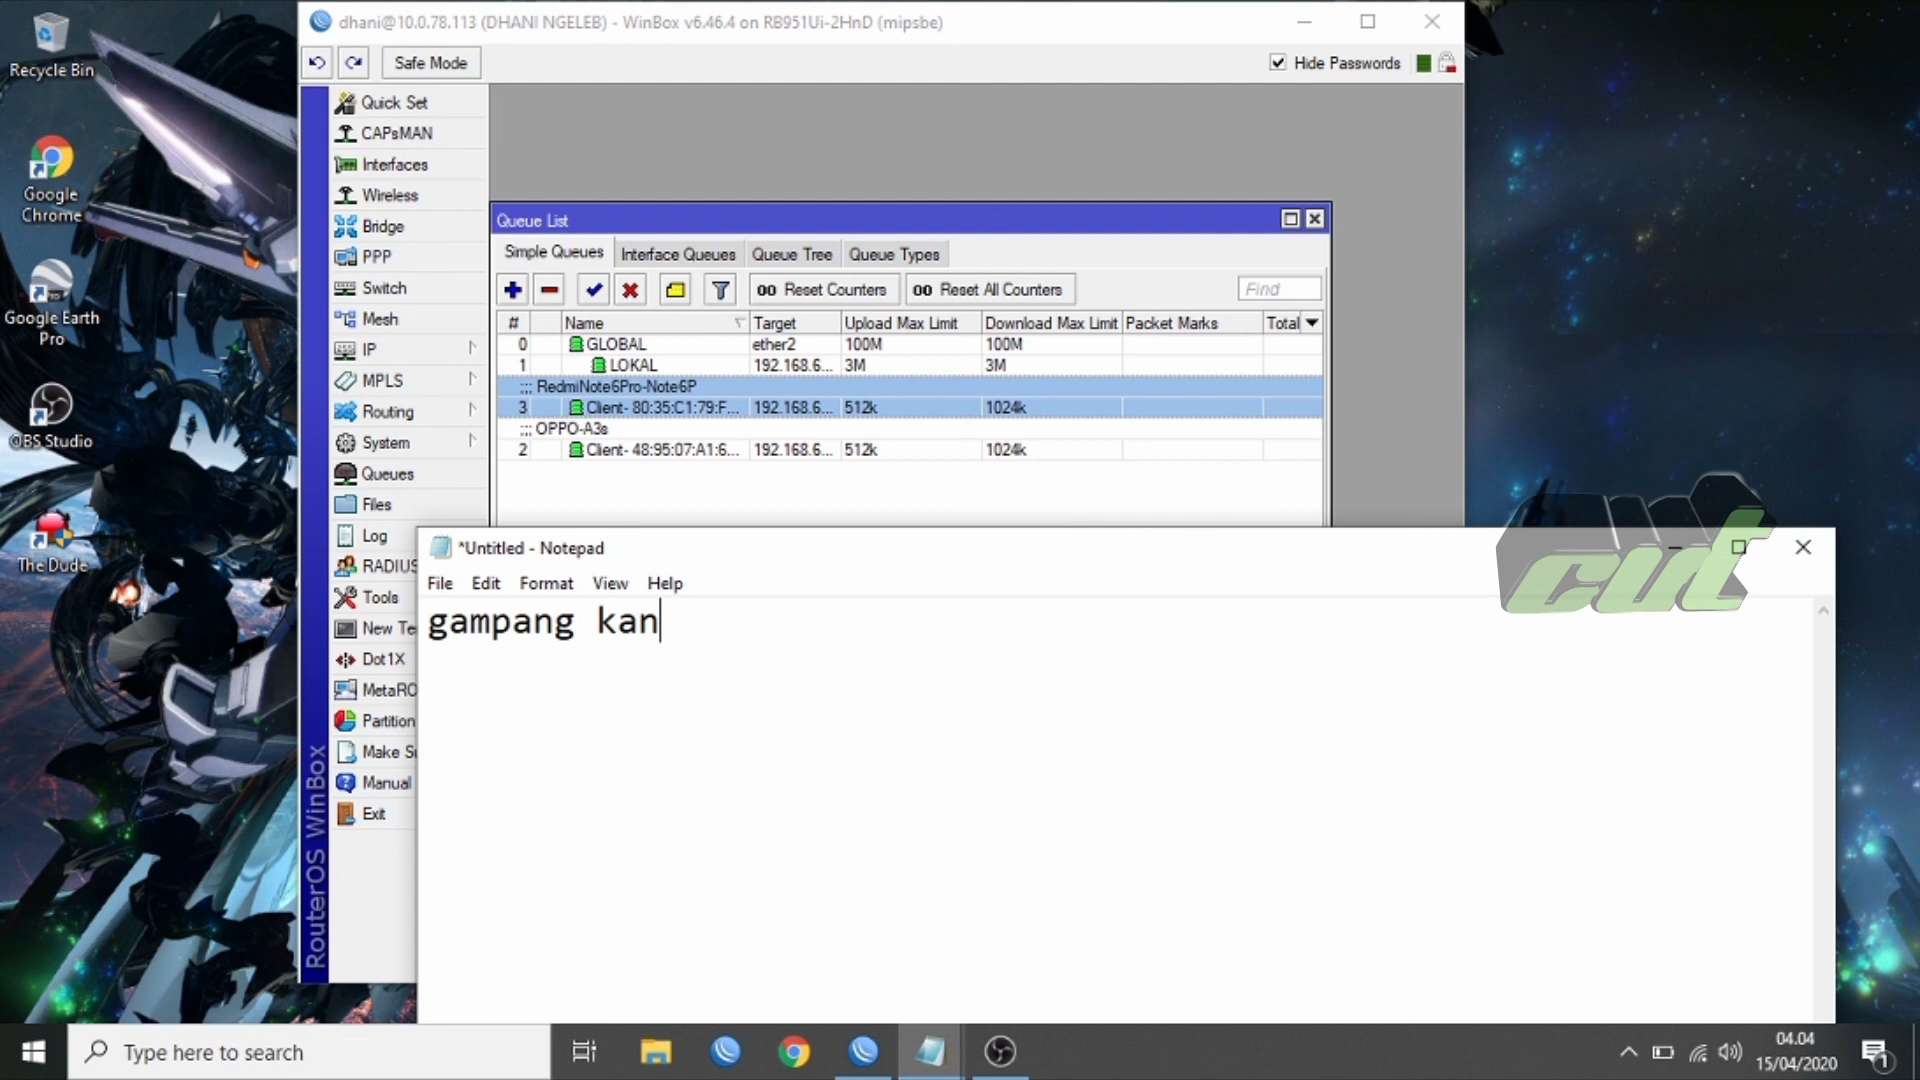 Recycle Bin
Google Chrome
Google Earth Pro
OBS Studio
The Dude
dhani@10.0.78.113 (DHANI NGELEB) - WinBox v6.46.4 on RB951Ui-2HnD (mipsbe)
Safe Mode
Hide Passwords
Quick Set
CAPsMAN
Interfaces
Wireless
Bridge
PPP
Switch
Mesh
IP
MPLS
Routing
System
Queues
Files
Log
RADIUS
Tools
New Te
Dot1X
MetaRO
Partition
Make Su
Manual
Exit
RouterOS WinBox
Queue List
Simple Queues Interface Queues Queue Tree Queue Types
00 Reset Counters 00 Reset All Counters Find
# Name Target Upload Max Limit Download Max Limit Packet Marks Total
0 GLOBAL ether2 100M 100M
1 LOKAL 192.168.6... 3M 3M
::: RedmiNote6Pro-Note6P
3 Client- 80:35:C1:79:F... 192.168.6... 512k 1024k
::: OPPO-A3s
2 Client- 48:95:07:A1:6... 192.168.6... 512k 1024k
*Untitled - Notepad
File Edit Format View Help
gampang kan
cut
Type here to search
04.04
15/04/2020
1